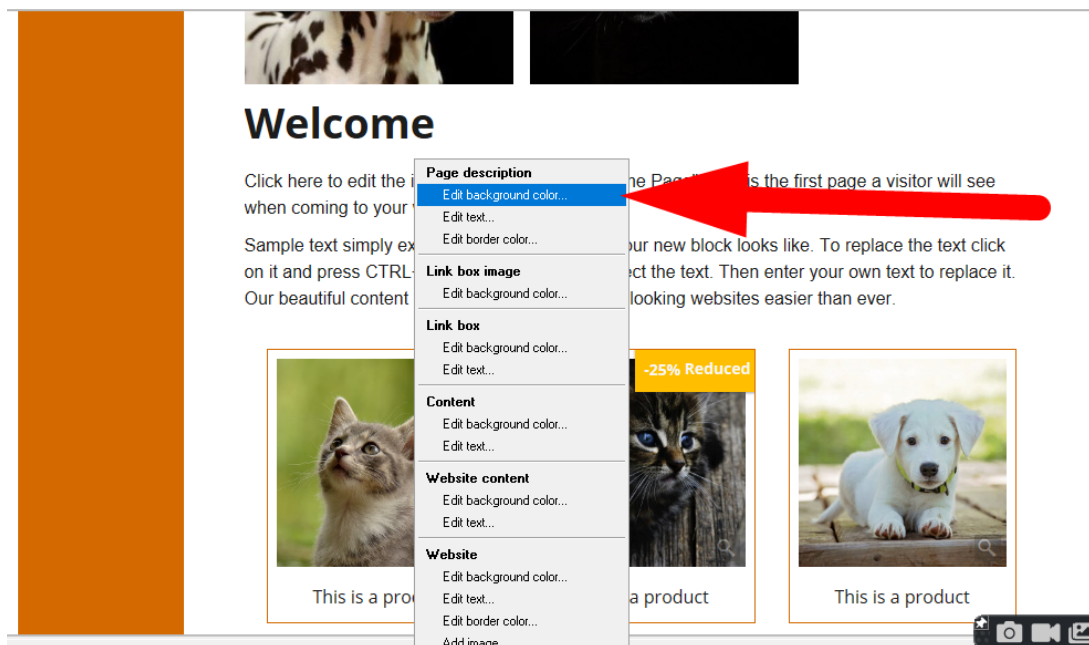 Welcome
Click here to edit the i
ne Page
is the first page a visitor will see
when coming to your
Sample text simply ex
our new block looks like. To replace the text click
on it and press CTRL
ect the text. Then enter your own text to replace it.
Our beautiful content
looking websites easier than ever.
Page description
Edit background color...
Edit text...
Edit border color...
Link box image
Edit background color...
Link box
Edit background color...
Edit text...
Content
Edit background color...
Edit text...
Website content
Edit background color...
Edit text...
Website
Edit background color...
Edit text...
Edit border color...
Add image
-25% Reduced
This is a pro
a product
This is a product